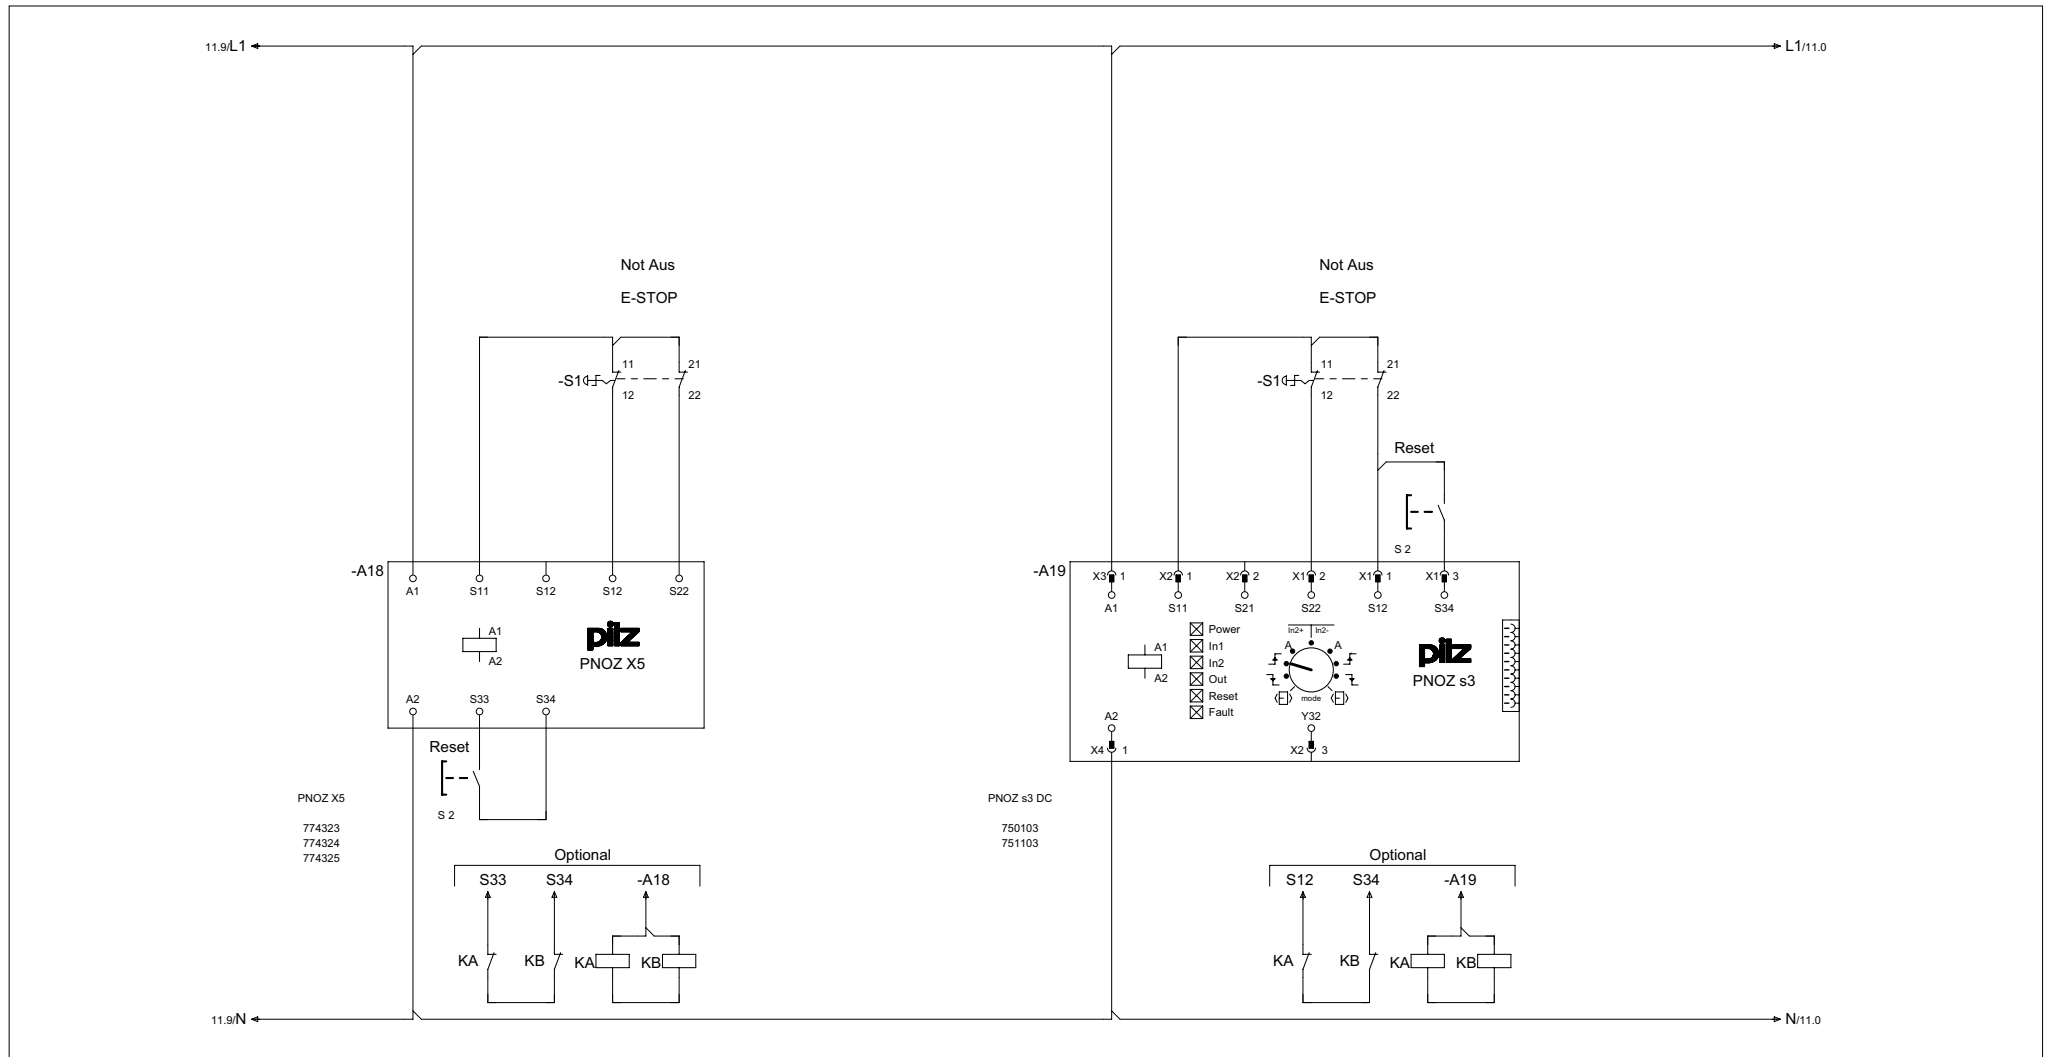 11.9/L1
L1/11.0
Not Aus
E-STOP
Not Aus
E-STOP
11
21
-S1
12
22
11
21
-S1
12
22
Reset
S 2
-A18
A1
S11
S12
S12
S22
A1
A2
pilz
PNOZ X5
A2
S33
S34
Reset
S 2
-A19
X3 1
X2 1
X2 2
X1 2
X1 1
X1 3
A1
S11
S21
S22
S12
S34
A1
A2
Power
In1
In2
Out
Reset
Fault
In2+ In2-
A
A
mode
pilz
PNOZ s3
A2
Y32
X4 1
X2 3
PNOZ X5
774323
774324
774325
PNOZ s3 DC
750103
751103
Optional
S33
S34
-A18
KA
KB
KA
KB
Optional
S12
S34
-A19
KA
KB
KA
KB
11.9/N
N/11.0